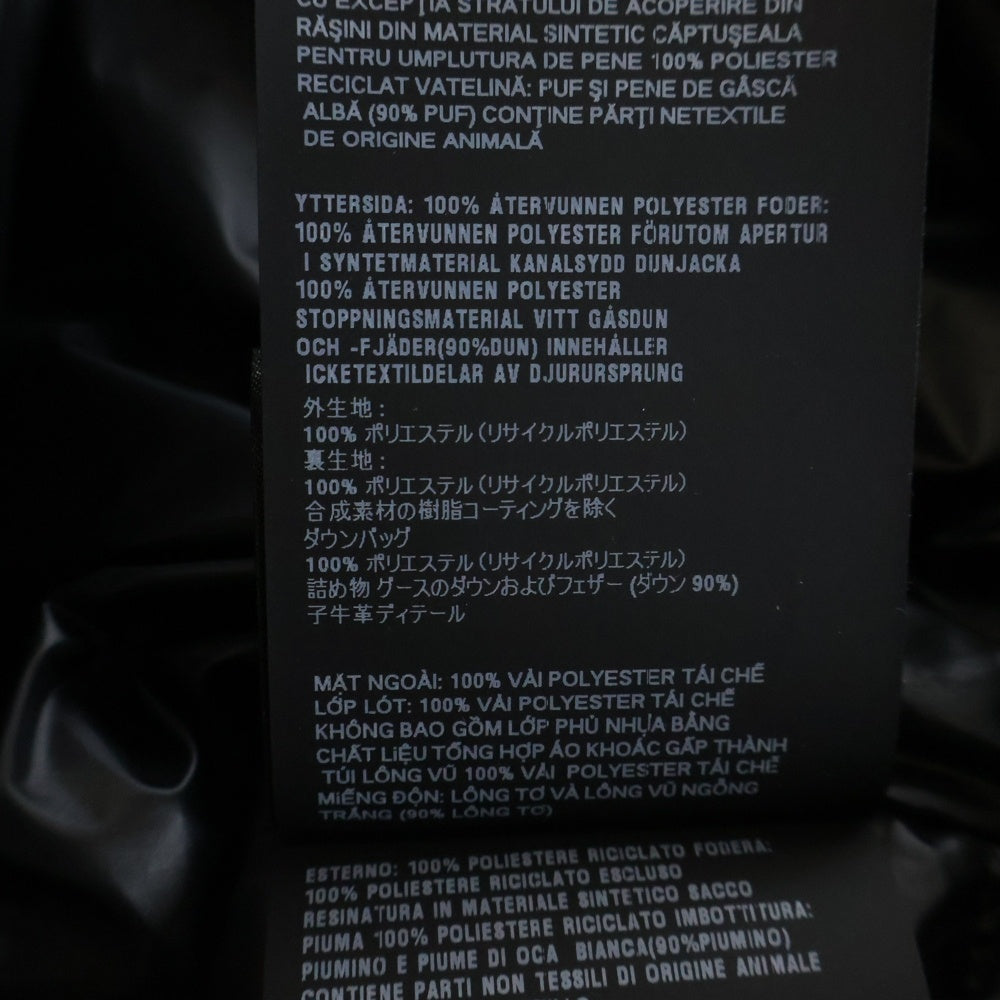 CU EXCEPȚIA STRATULUI DE ACOPERIRE DIN
RĂȘINI DIN MATERIAL SINTETIC CĂPTUȘEALA
PENTRU UMPLUTURA DE PENE 100% POLIESTER
RECICLAT VATELINĂ: PUF ȘI PENE DE GÂSCĂ
ALBĂ (90% PUF) CONȚINE PĂRȚI NETEXTILE
DE ORIGINE ANIMALĂ
YTTERSIDA: 100% ÅTERVUNNEN POLYESTER FODER:
100% ÅTERVUNNEN POLYESTER FÖRUTOM APERTUR
I SYNTETMATERIAL KANALSYDD DUNJACKA
100% ÅTERVUNNEN POLYESTER
STOPPNINGSMATERIAL VITT GÅSDUN
OCH -FJÄDER(90%DUN) INNEHÅLLER
ICKETEXTILDELAR AV DJURURSPRUNG
外生地 :
100% ポリエステル (リサイクルポリエステル)
裏生地 :
100% ポリエステル (リサイクルポリエステル)
合成素材の樹脂コーティングを除く
ダウンパッグ
100% ポリエステル (リサイクルポリエステル)
詰め物 グースのダウンおよびフェザー (ダウン 90%)
子牛革ディテール
MẶT NGOÀI: 100% VẢI POLYESTER TÁI CHẾ
LỚP LÓT: 100% VẢI POLYESTER TÁI CHẾ
KHÔNG BAO GỒM LỚP PHỦ NHỰA BẰNG
CHẤT LIỆU TỔNG HỢP ÁO KHOÁC GẤP THÀNH
TÚI LÔNG VŨ 100% VẢI POLYESTER TÁI CHẾ
MIẾNG ĐỘN: LÔNG TƠ VÀ LÔNG VŨ NGỖNG
TRẮNG (90% LÔNG TƠ)
ESTERNO: 100% POLIESTERE RICICLATO FODERA:
100% POLIESTERE RICICLATO ESCLUSO
RESINATURA IN MATERIALE SINTETICO SACCO
PIUMA 100% POLIESTERE RICICLATO IMBOTTITURA:
PIUMINO E PIUME DI OCA BIANCA(90%PIUMINO)
CONTIENE PARTI NON TESSILI DI ORIGINE ANIMALE